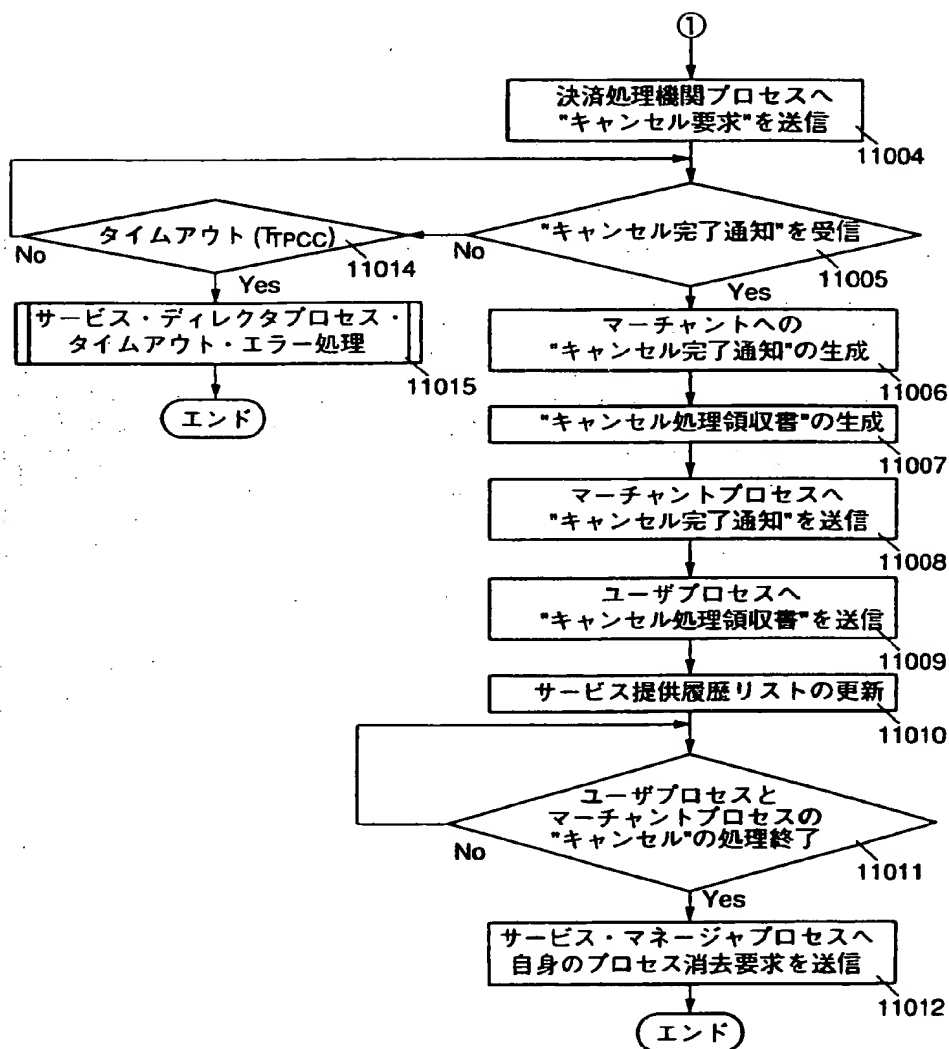 ①
決済処理機関プロセスへ
"キャンセル要求"を送信
11004
"キャンセル完了通知"を受信
11005
No
Yes
タイムアウト(TTPCC)
11014
No
Yes
サービス・ディレクタプロセス・
タイムアウト・エラー処理
11015
エンド
マーチャントへの
"キャンセル完了通知"の生成
11006
"キャンセル処理領収書"の生成
11007
マーチャントプロセスへ
"キャンセル完了通知"を送信
11008
ユーザプロセスへ
"キャンセル処理領収書"を送信
11009
サービス提供履歴リストの更新
11010
ユーザプロセスと
マーチャントプロセスの
"キャンセル"の処理終了
11011
No
Yes
サービス・マネージャプロセスへ
自身のプロセス消去要求を送信
11012
エンド